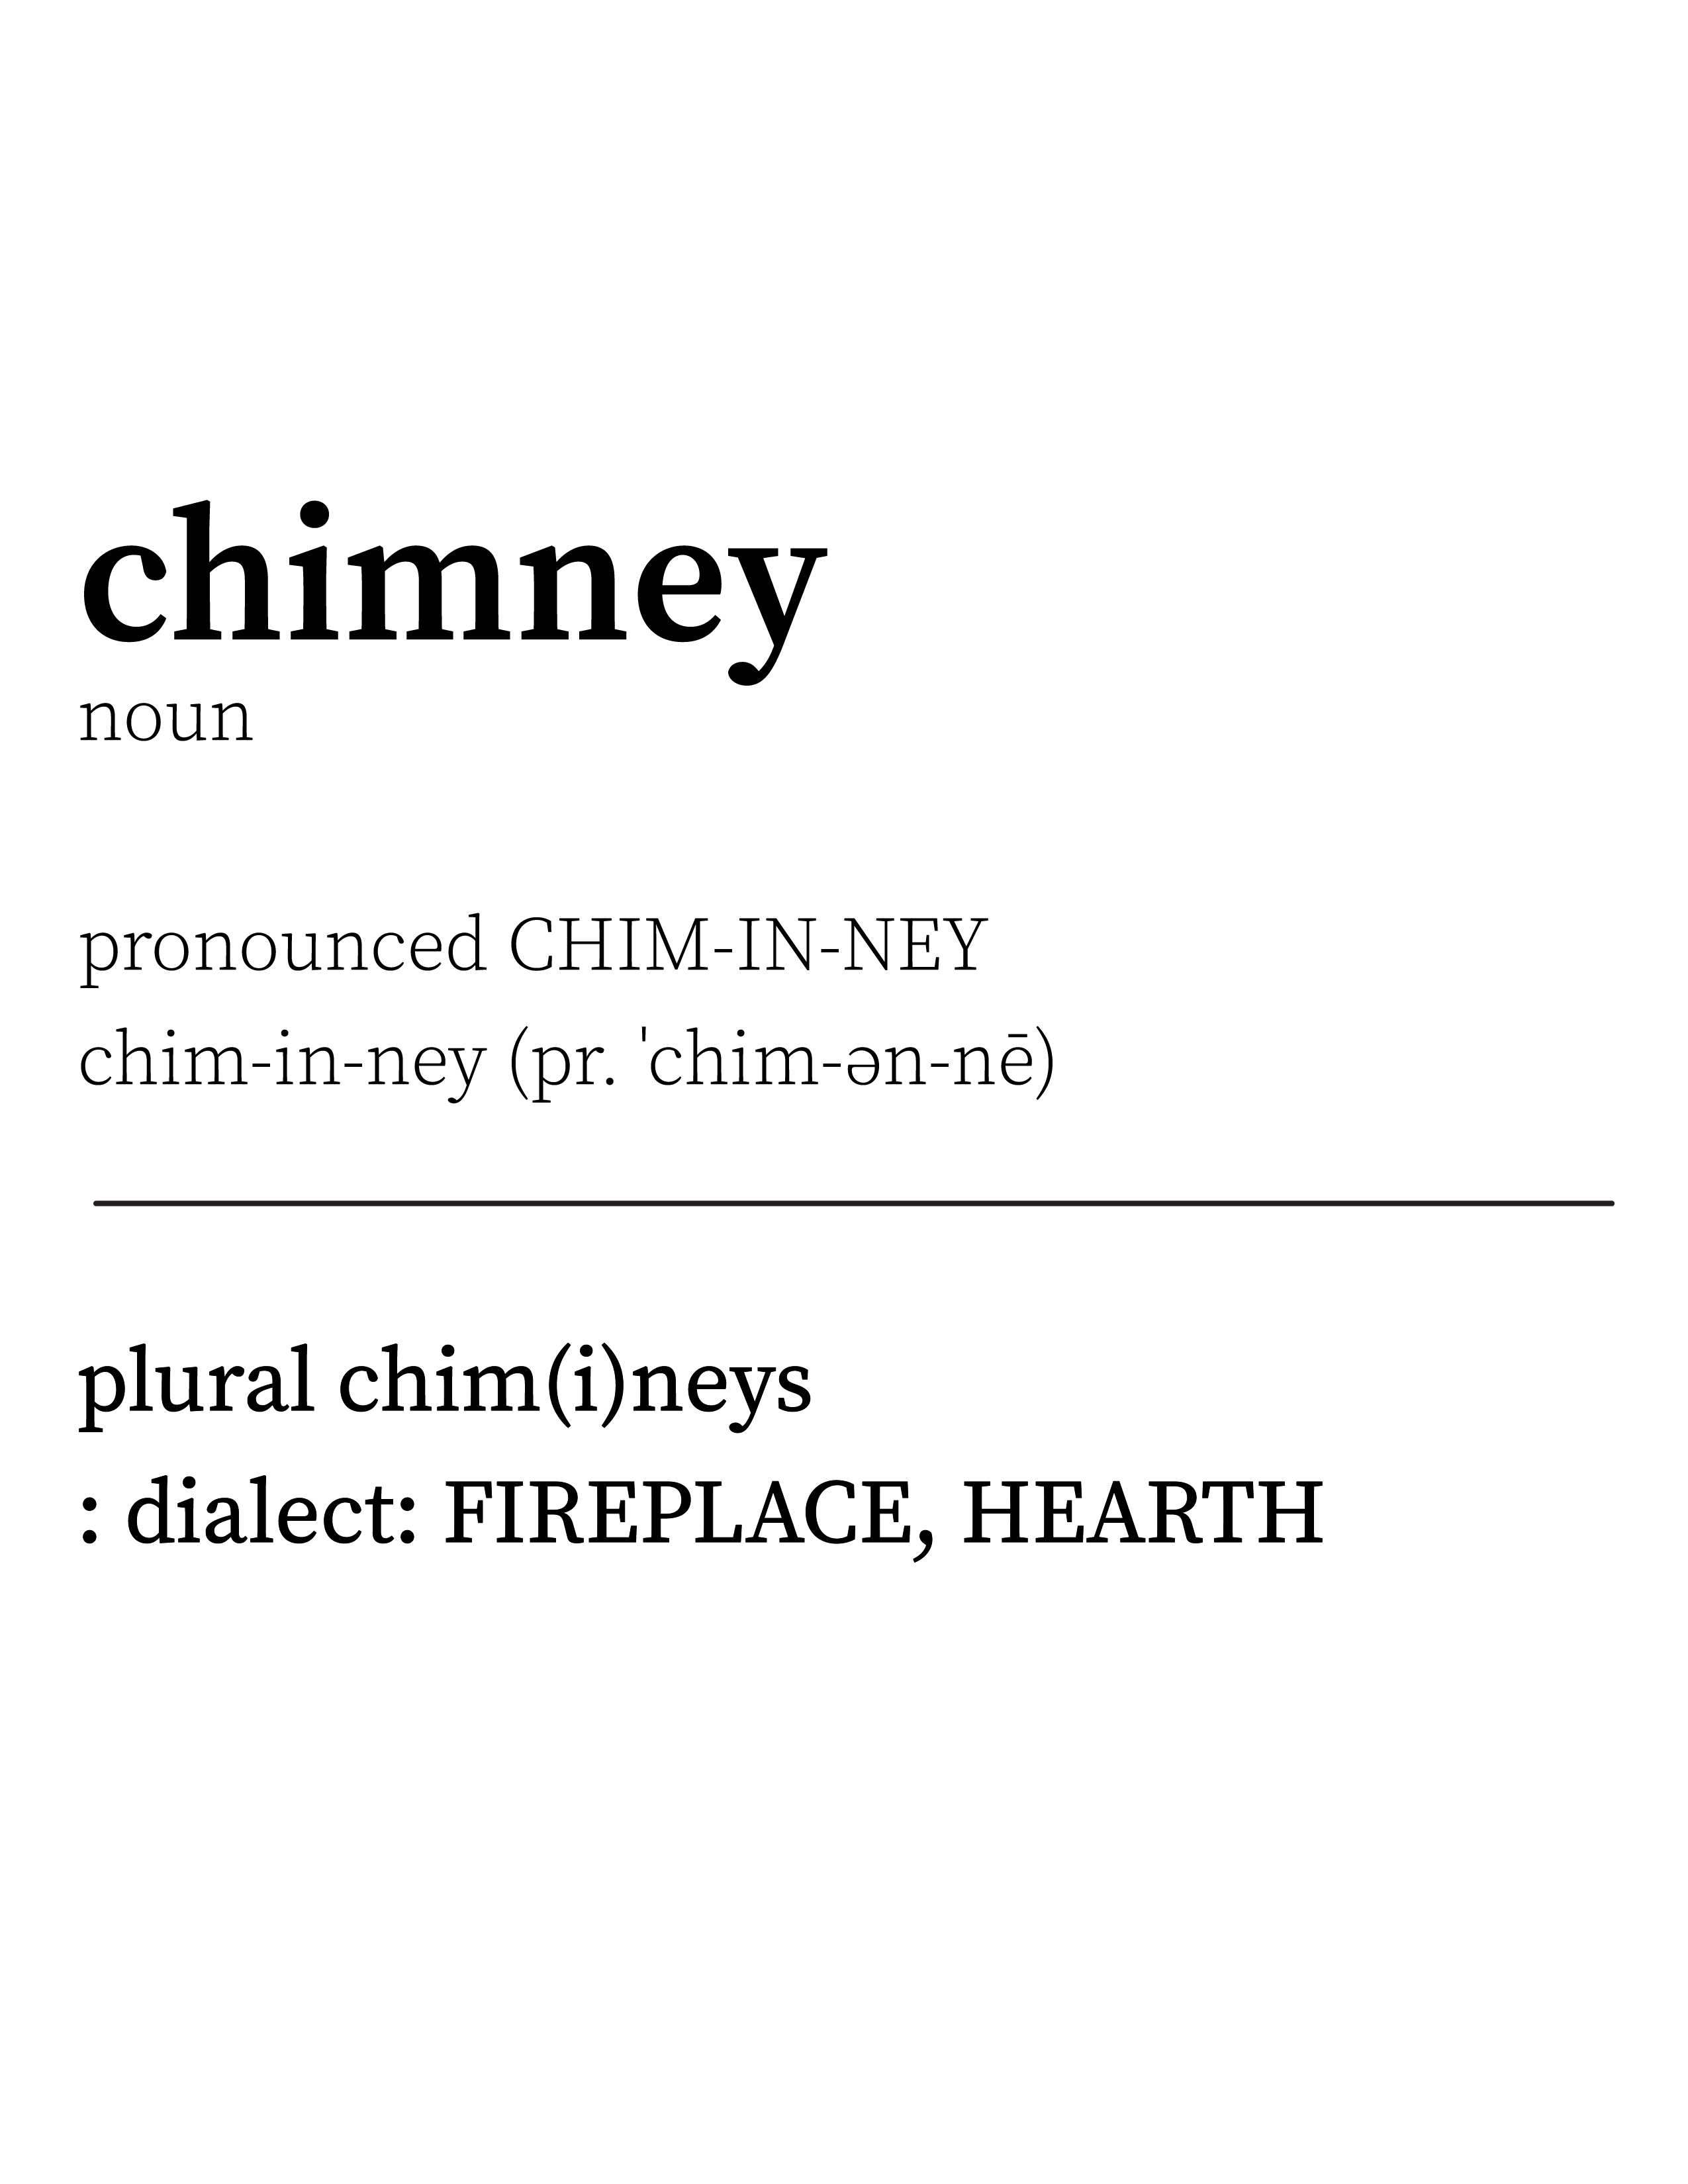 chimney
noun
pronounced CHIM-IN-NEY
chim-in-ney (pr. ˈchim-ən-nē)
plural chim(i)neys
: dialect: FIREPLACE, HEARTH